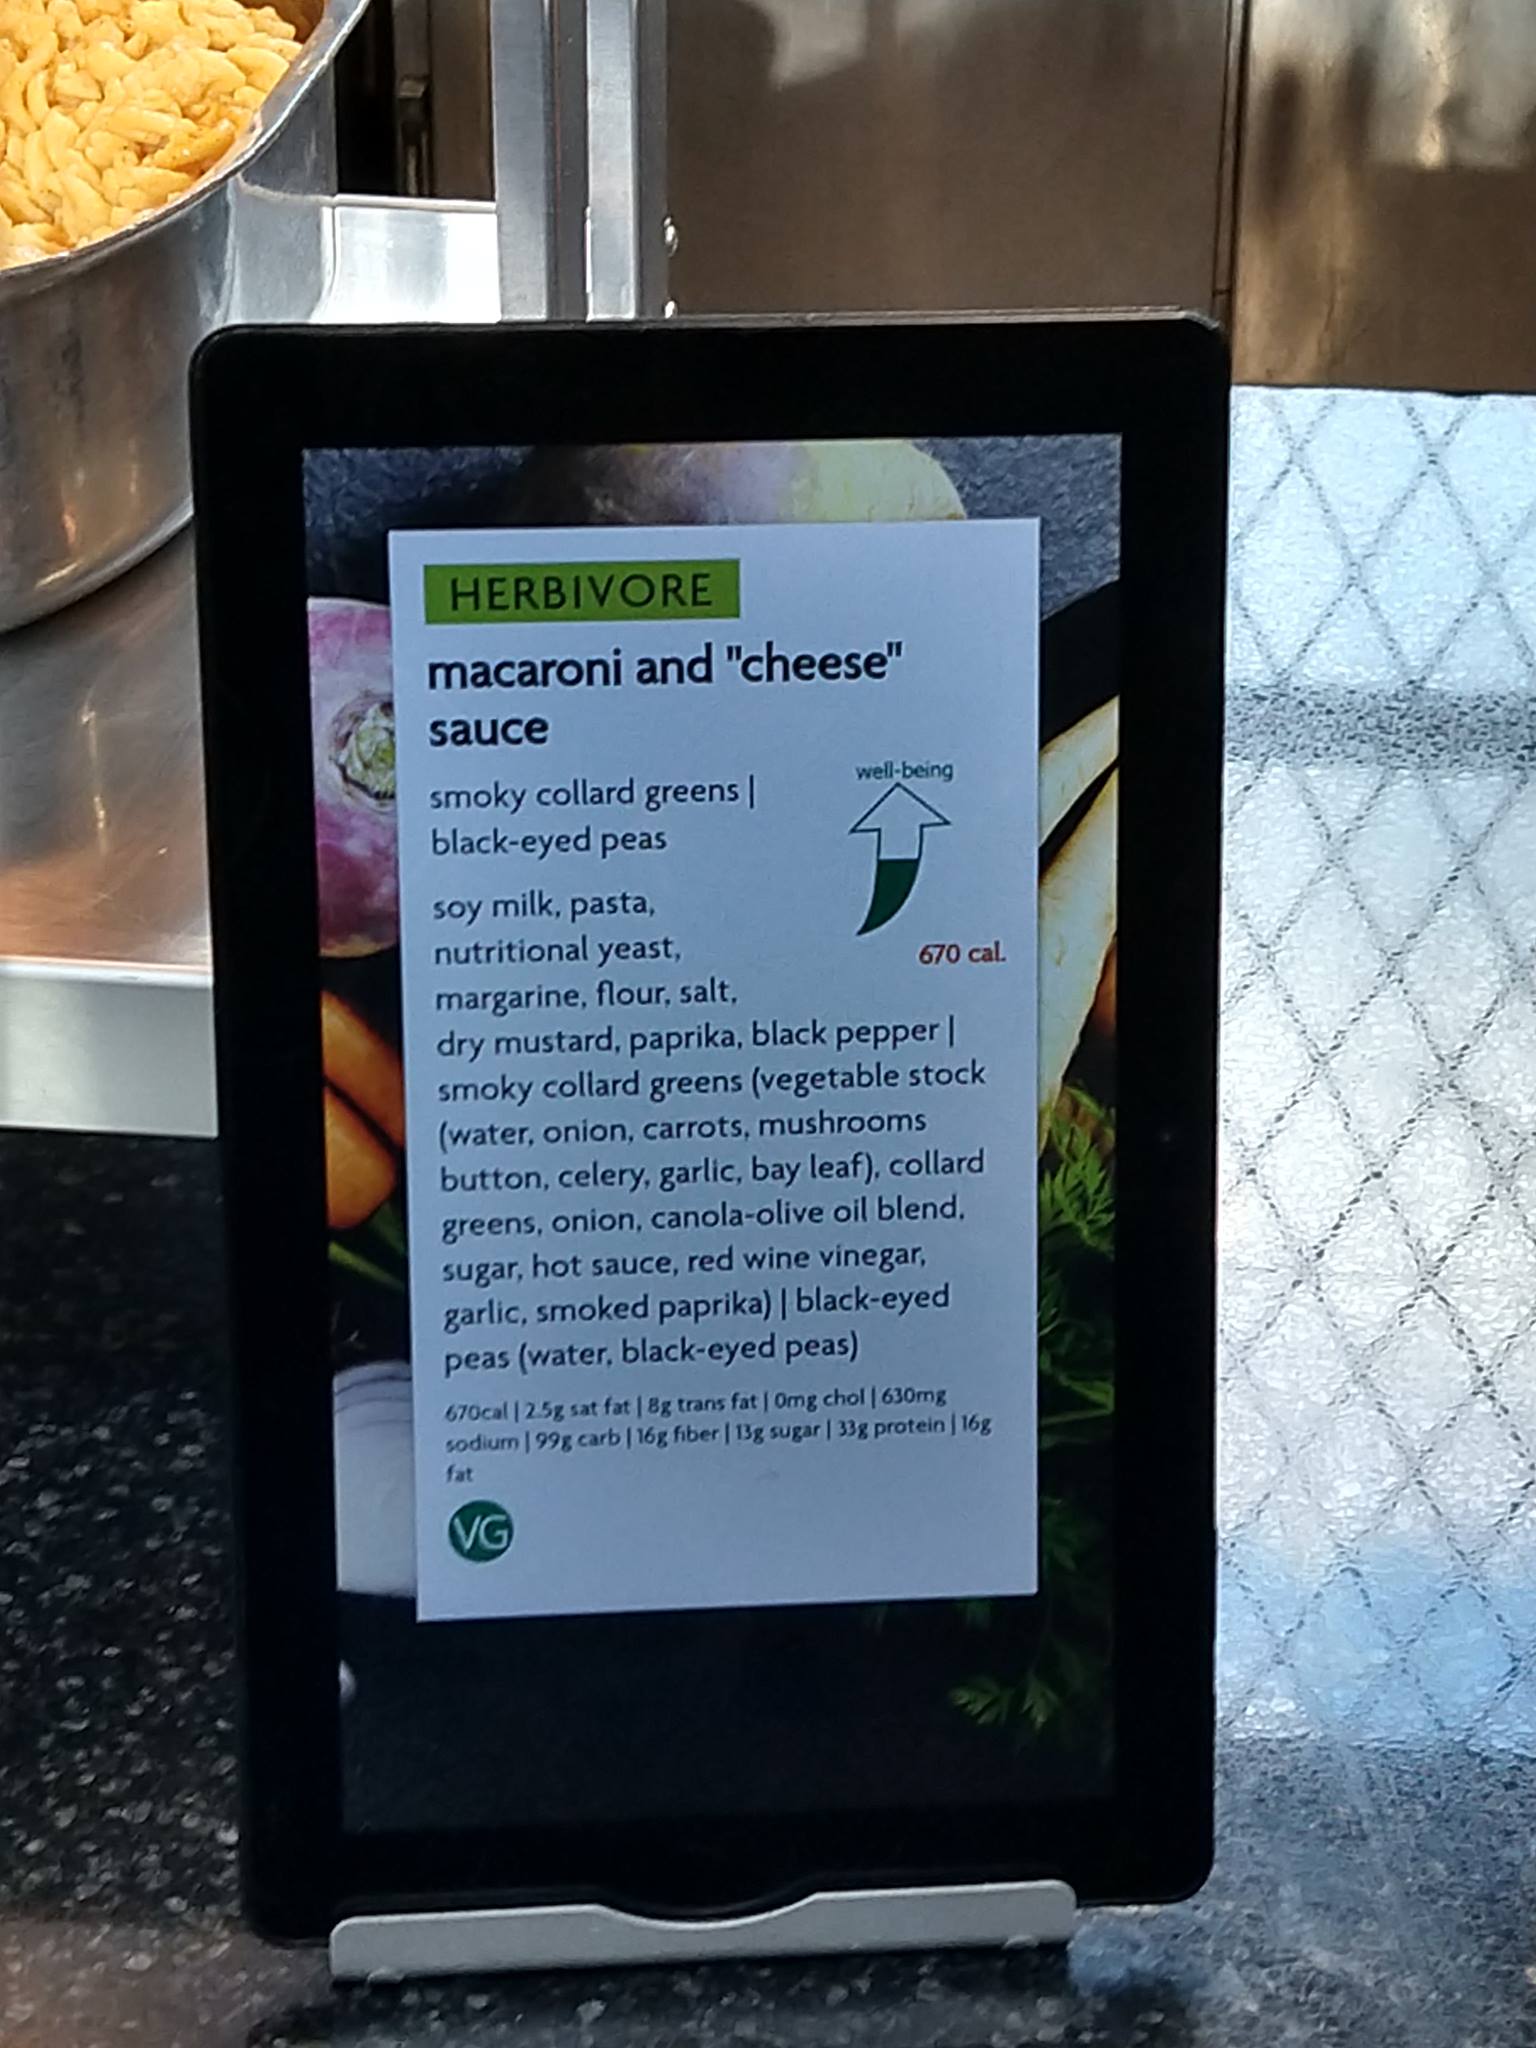 HERBIVORE
macaroni and "cheese"
sauce
smoky collard greens |
black-eyed peas
well-being
soy milk, pasta,
nutritional yeast,
margarine, flour, salt,
670 cal.
dry mustard, paprika, black pepper |
smoky collard greens (vegetable stock
(water, onion, carrots, mushrooms
button, celery, garlic, bay leaf), collard
greens, onion, canola-olive oil blend,
sugar, hot sauce, red wine vinegar,
garlic, smoked paprika) | black-eyed
peas (water, black-eyed peas)
670cal | 2.5g sat fat | 8g trans fat | 0mg chol | 630mg
sodium | 99g carb | 16g fiber | 13g sugar | 33g protein | 16g
fat
VG